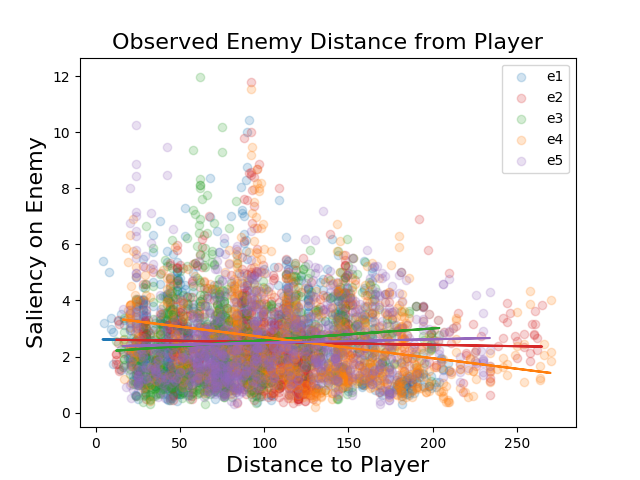 Observed Enemy Distance from Player
12
10
8
6
4
2
0
Saliency on Enemy
e1
e2
e3
e4
e5
0 50 100 150 200 250
Distance to Player